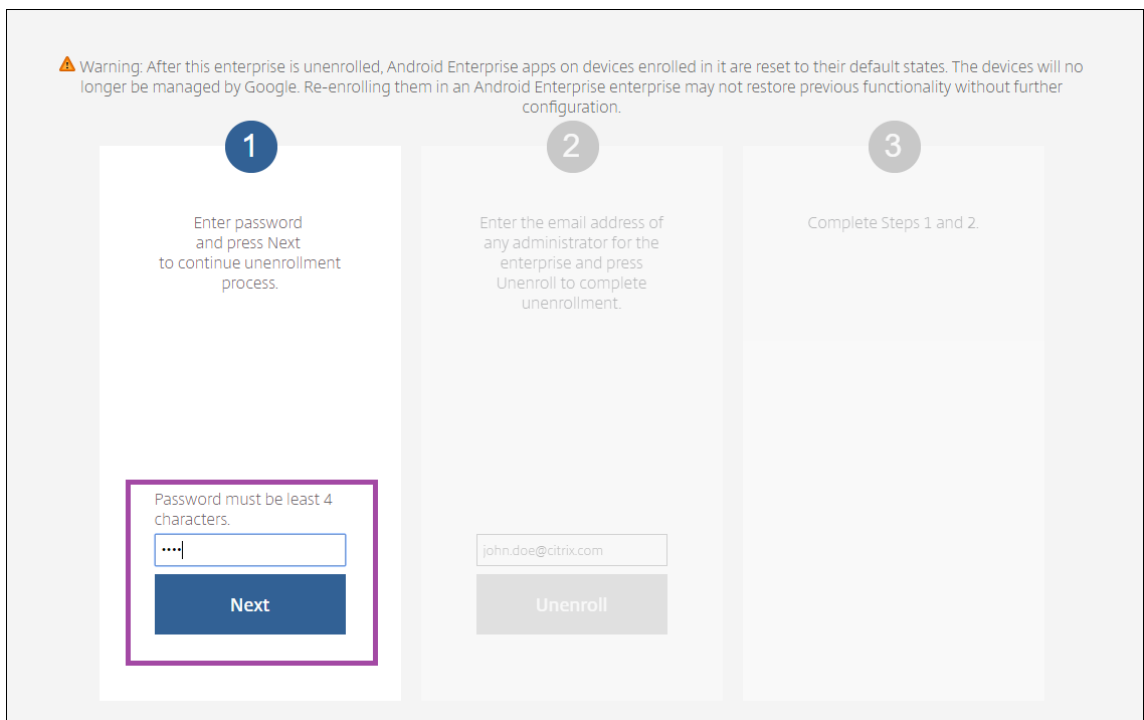 Warning: After this enterprise is unenrolled, Android Enterprise apps on devices enrolled in it are reset to their default states. The devices will no
longer be managed by Google. Re-enrolling them in an Android Enterprise enterprise may not restore previous functionality without further
configuration.
1
Enter password
and press Next
to continue unenrollment
process.
Password must be least 4
characters.
••••
Next
2
Enter the email address of
any administrator for the
enterprise and press
Unenroll to complete
unenrollment.
john.doe@citrix.com
Unenroll
3
Complete Steps 1 and 2.